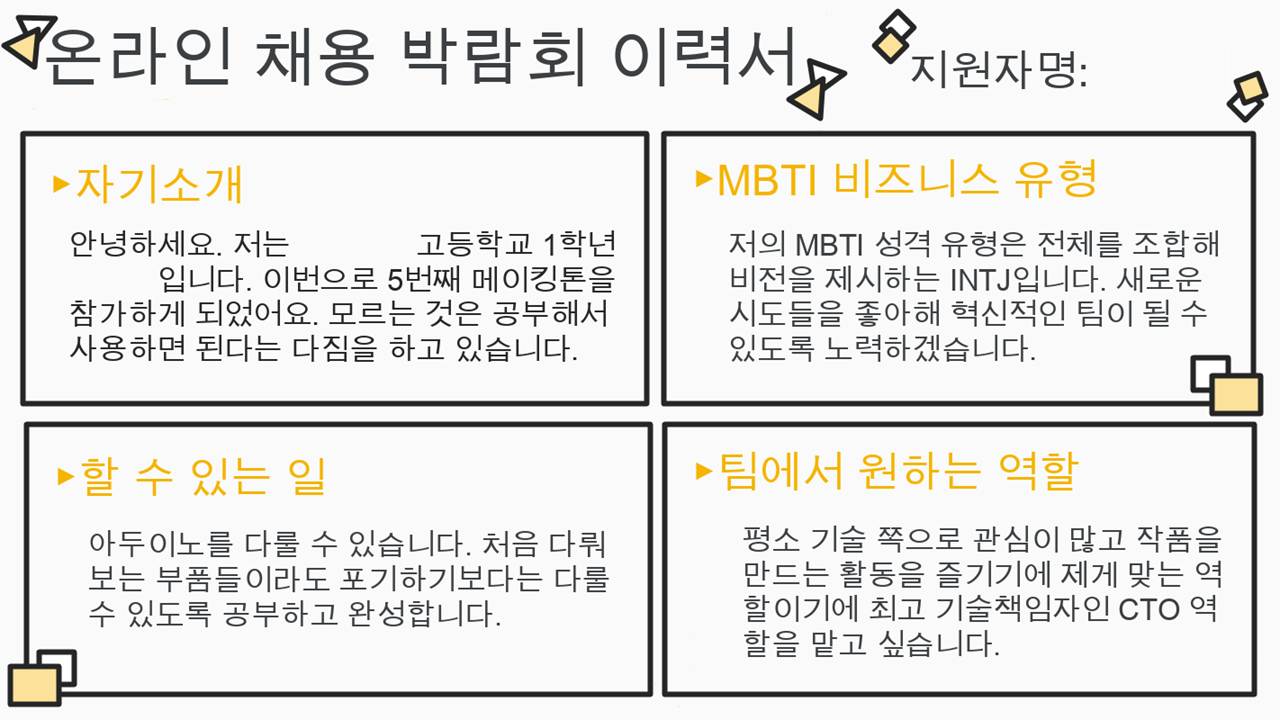 온라인 채용 박람회 이력서
지원자명:
▸자기소개
안녕하세요. 저는 고등학교 1학년
입니다. 이번으로 5번째 메이킹톤을
참가하게 되었어요. 모르는 것은 공부해서
사용하면 된다는 다짐을 하고 있습니다.
▸MBTI 비즈니스 유형
저의 MBTI 성격 유형은 전체를 조합해
비전을 제시하는 INTJ입니다. 새로운
시도들을 좋아해 혁신적인 팀이 될 수
있도록 노력하겠습니다.
▸할 수 있는 일
아두이노를 다룰 수 있습니다. 처음 다뤄
보는 부품들이라도 포기하기보다는 다룰
수 있도록 공부하고 완성합니다.
▸팀에서 원하는 역할
평소 기술 쪽으로 관심이 많고 작품을
만드는 활동을 즐기기에 제게 맞는 역
할이기에 최고 기술책임자인 CTO 역
할을 맡고 싶습니다.